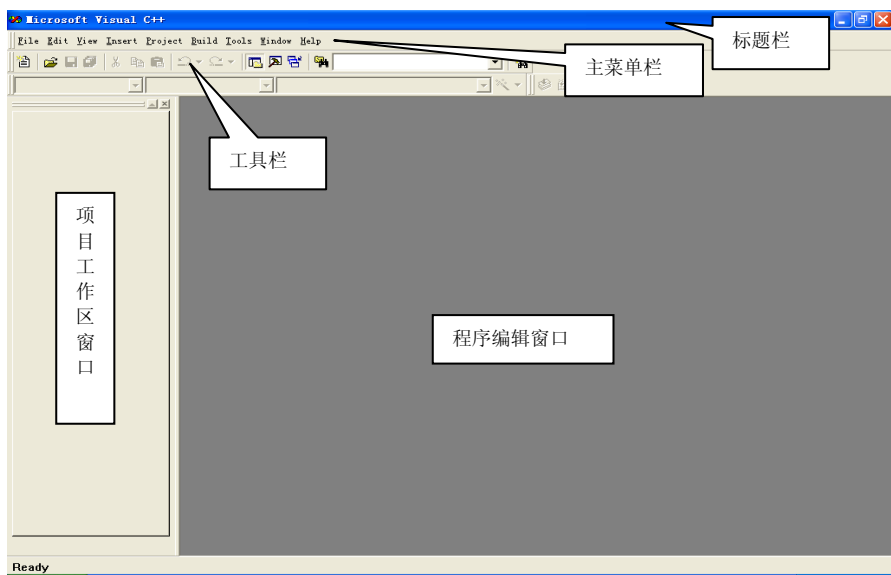 Microsoft Visual C++
标题栏
File Edit View Insert Project Build Tools Window Help
主菜单栏
工具栏
项
目
工
作
区
窗
口
程序编辑窗口
Ready